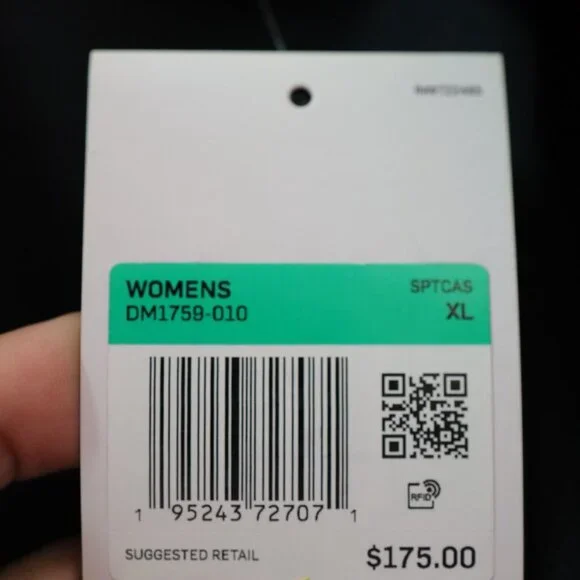 WOMENS
SPTCAS
DM1759-010
XL
1 95243 72707 1
RFID
SUGGESTED RETAIL
$175.00